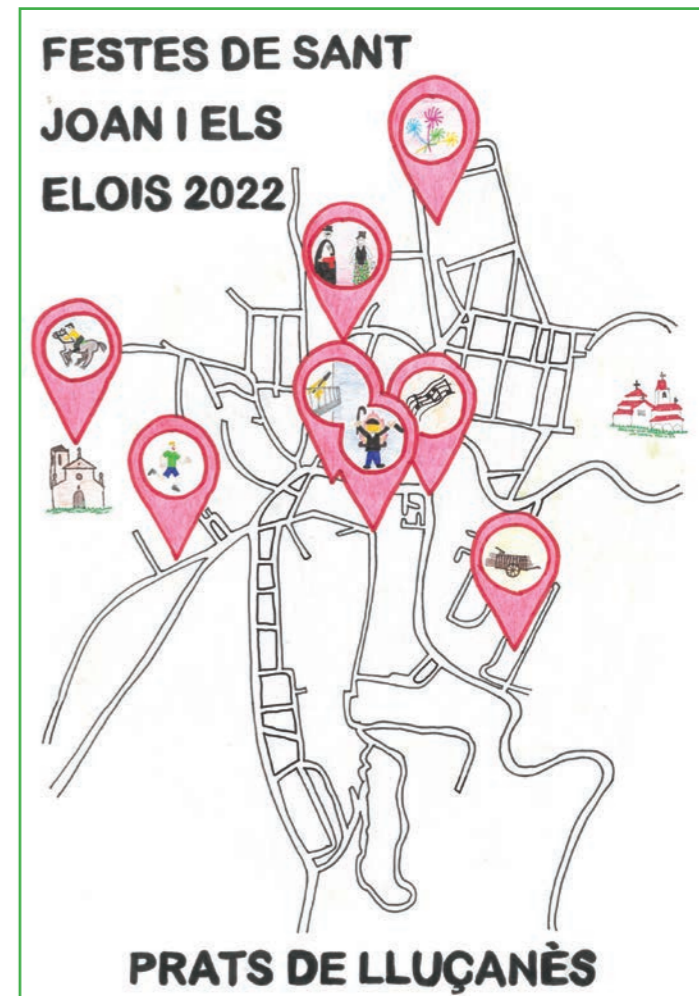 FESTES DE SANT
JOAN I ELS
ELOIS 2022
PRATS DE LLUÇANÈS